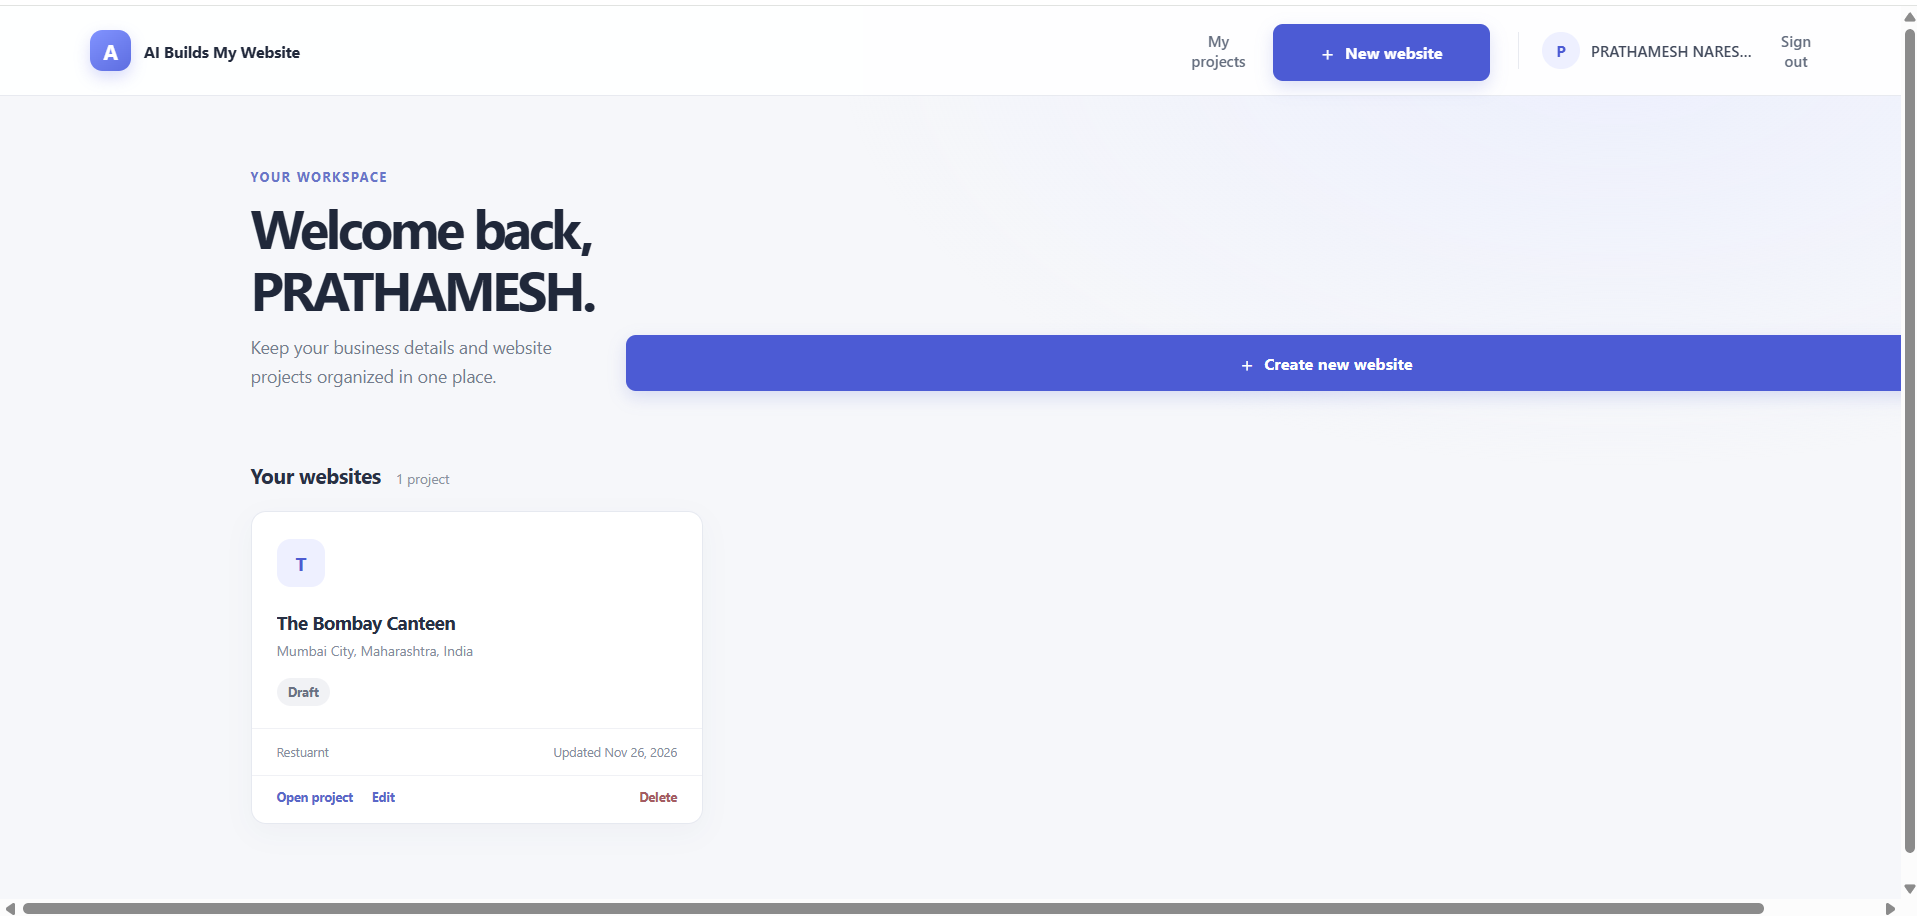 A
AI Builds My Website
My
projects
+ New website
P
PRATHAMESH NARES...
Sign
out
YOUR WORKSPACE
Welcome back,
PRATHAMESH.
Keep your business details and website
projects organized in one place.
+ Create new website
Your websites 1 project
T
The Bombay Canteen
Mumbai City, Maharashtra, India
Draft
Restuarnt Updated Nov 26, 2026
Open project Edit Delete